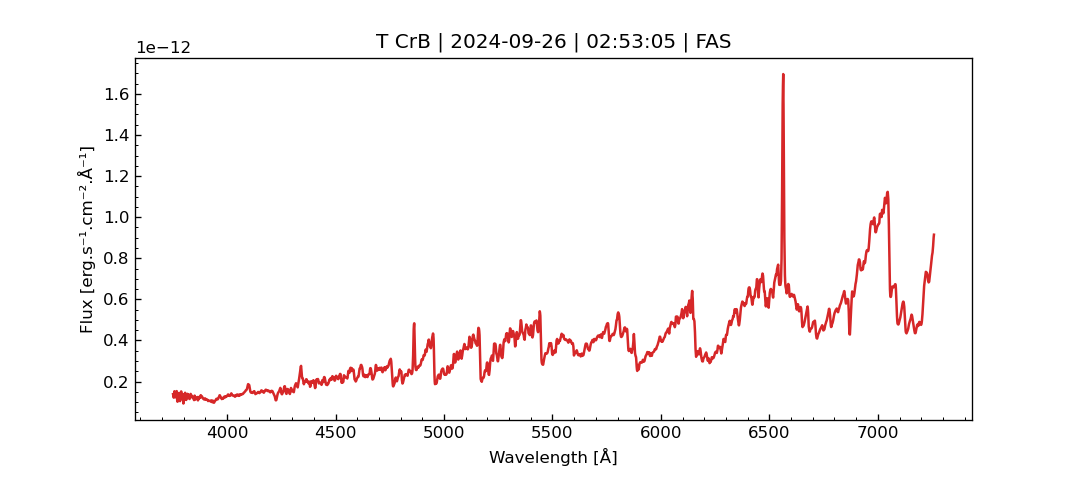 T CrB | 2024-09-26 | 02:53:05 | FAS
1e−12
1.6
1.4
1.2
1.0
0.8
0.6
0.4
0.2
Flux [erg.s⁻¹.cm⁻².Å⁻¹]
4000 4500 5000 5500 6000 6500 7000
Wavelength [Å]